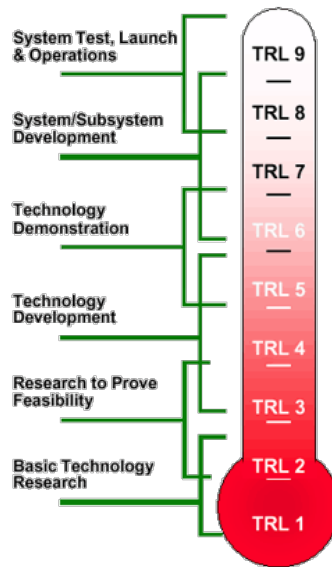 System Test, Launch
& Operations
System/Subsystem
Development
Technology
Demonstration
Technology
Development
Research to Prove
Feasibility
Basic Technology
Research
TRL 9
TRL 8
TRL 7
TRL 6
TRL 5
TRL 4
TRL 3
TRL 2
TRL 1